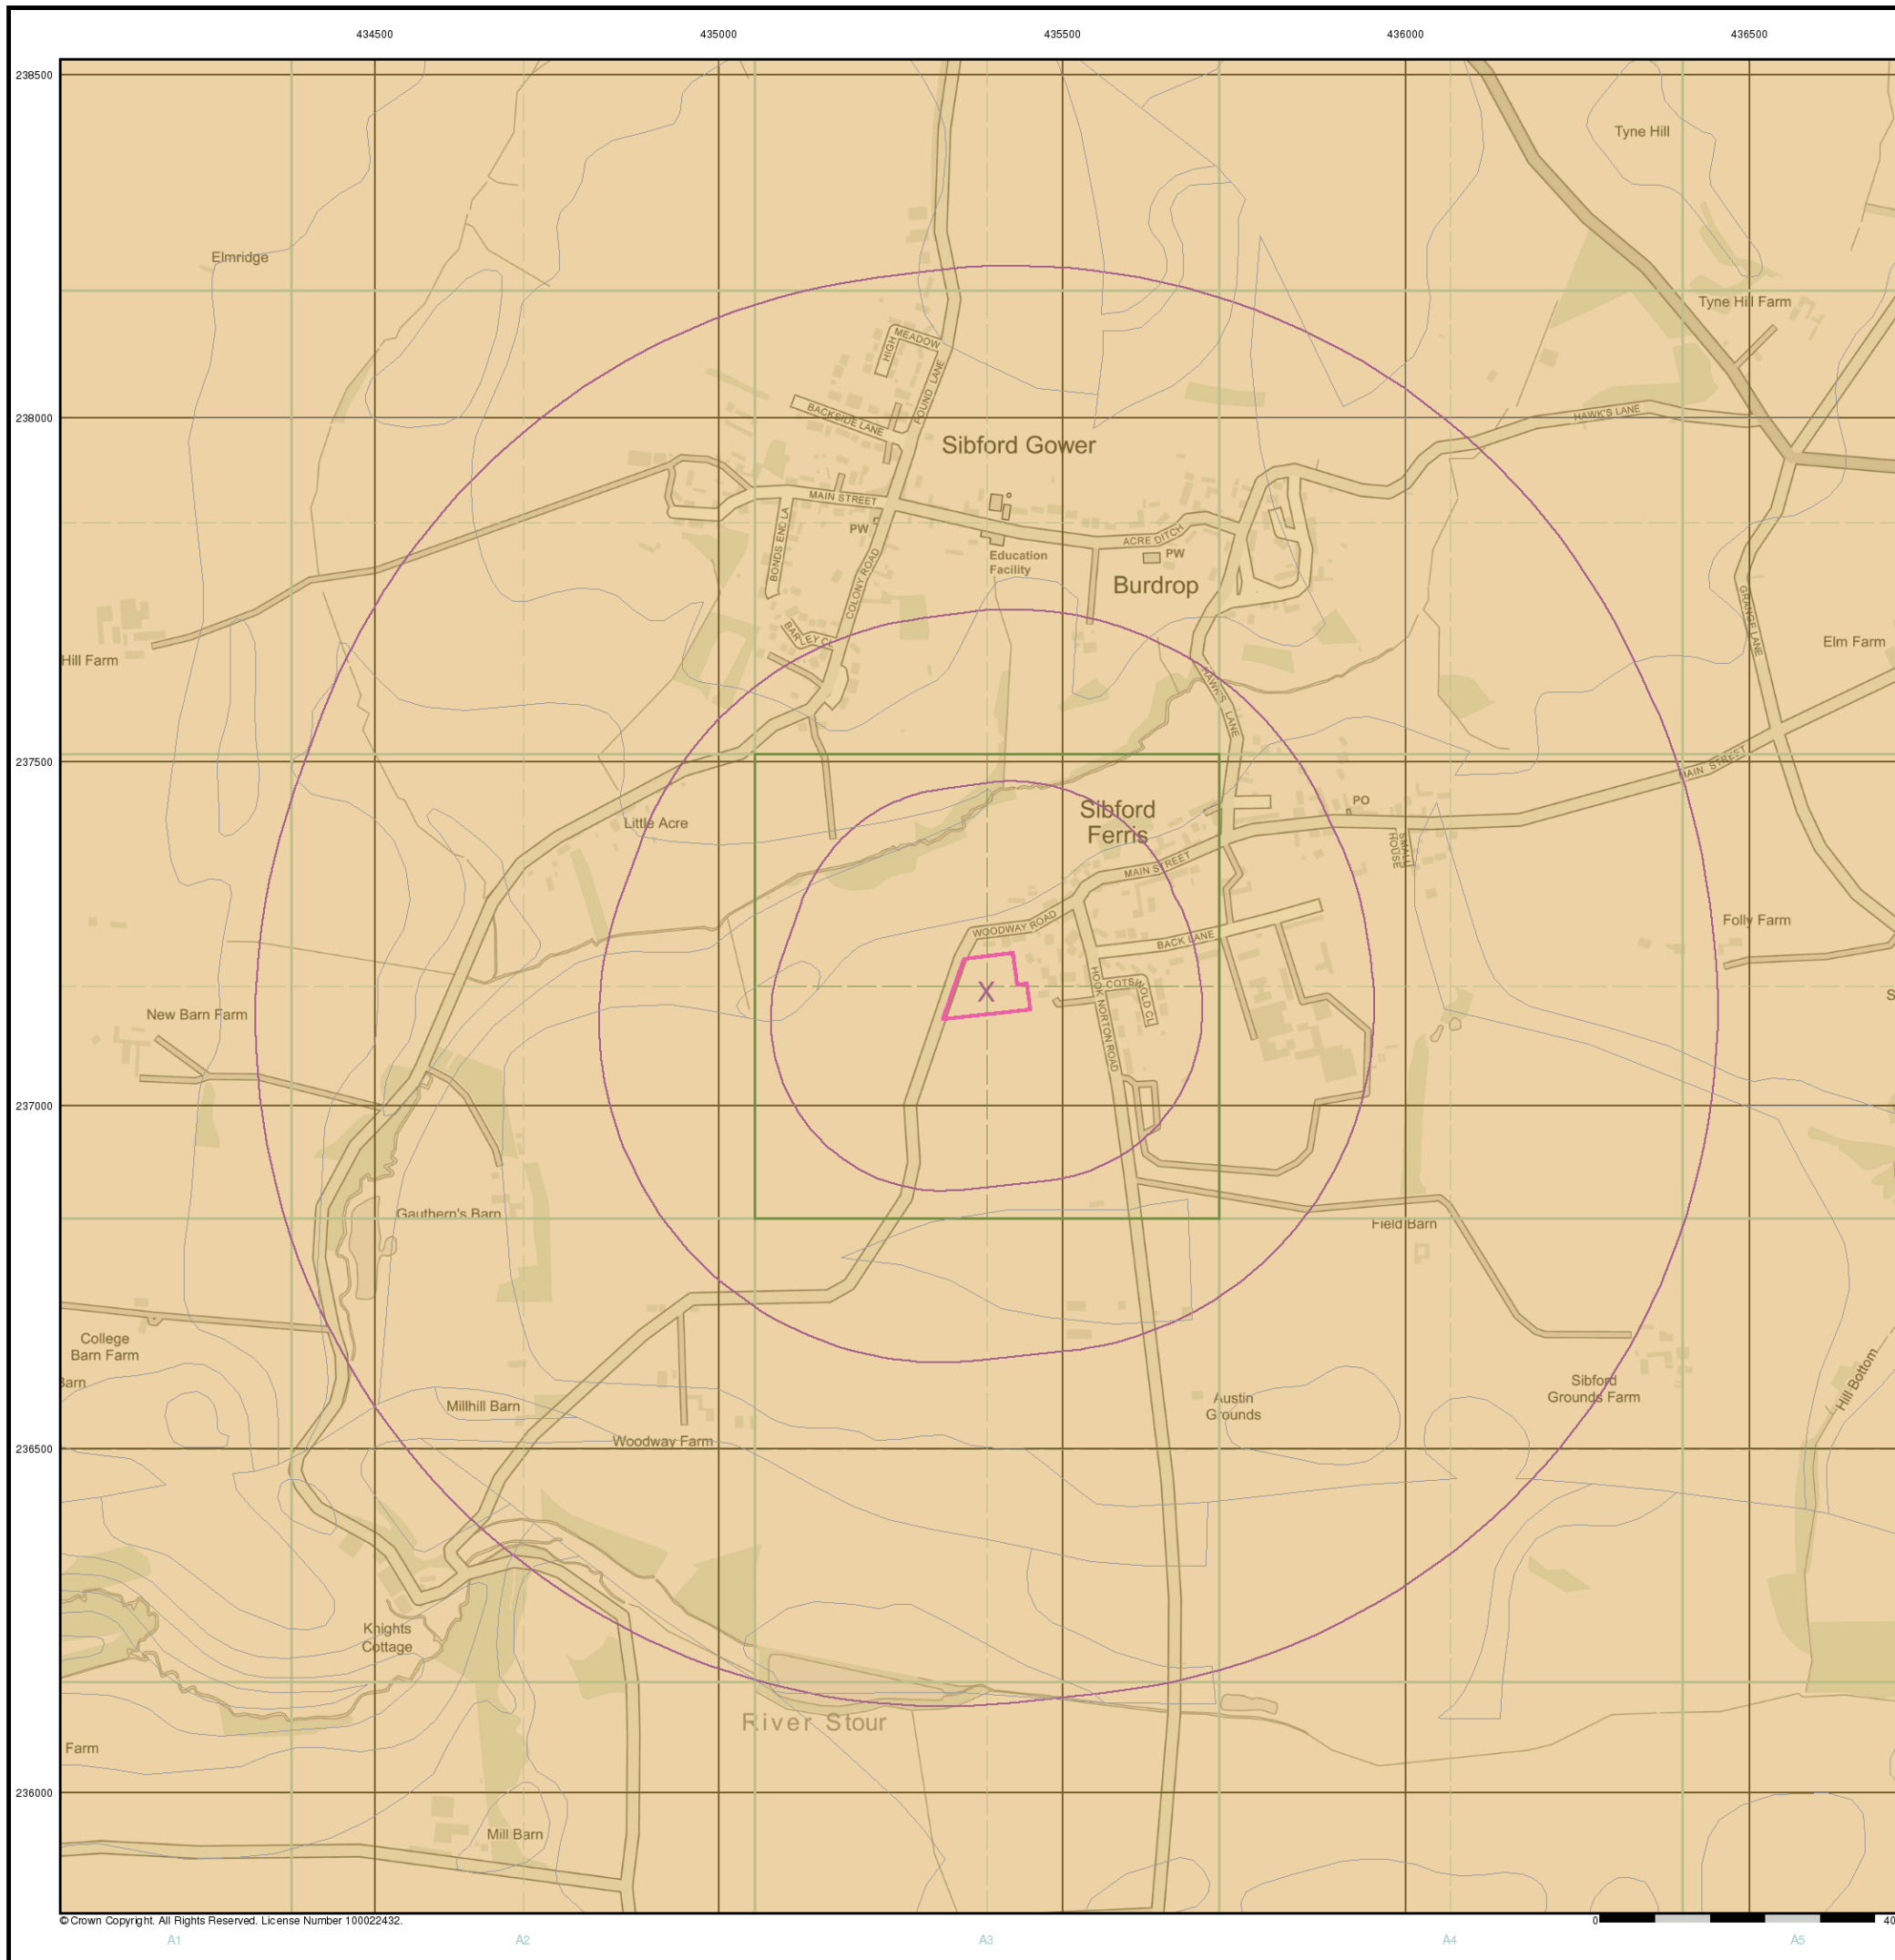 434500 435000 435500 436000 436500
238500
Tyne Hill
Elmridge
Tyne Hill Farm
HIGH MEADOW
POUND LANE
BACKSIDE LANE
238000
HAWK'S LANE
Sibford Gower
MAIN STREET
BONDS END LA
PW
COLONY ROAD
Education
Facility
ACRE DITCH
PW
Burdrop
GRANGE LANE
BARLEY CL
Hill Farm
Elm Farm
HAWK'S LANE
237500
MAIN STREET
Little Acre
Sibford
Ferris
PO
SMALL
HOUSE
MAIN STREET
WOODWAY ROAD
BACK LANE
Folly Farm
X
HOOK NORTON ROAD
COTSWOLD CL
New Barn Farm
S
237000
Gauthern's Barn
Field Barn
College
Barn Farm
Barn
Millhill Barn
Austin
Grounds
Sibford
Grounds Farm
Hill Bottom
Woodway Farm
236500
Knights
Cottage
River Stour
Farm
236000
Mill Barn
© Crown Copyright. All Rights Reserved. License Number 100022432.
0 40
A1 A2 A3 A4 A5